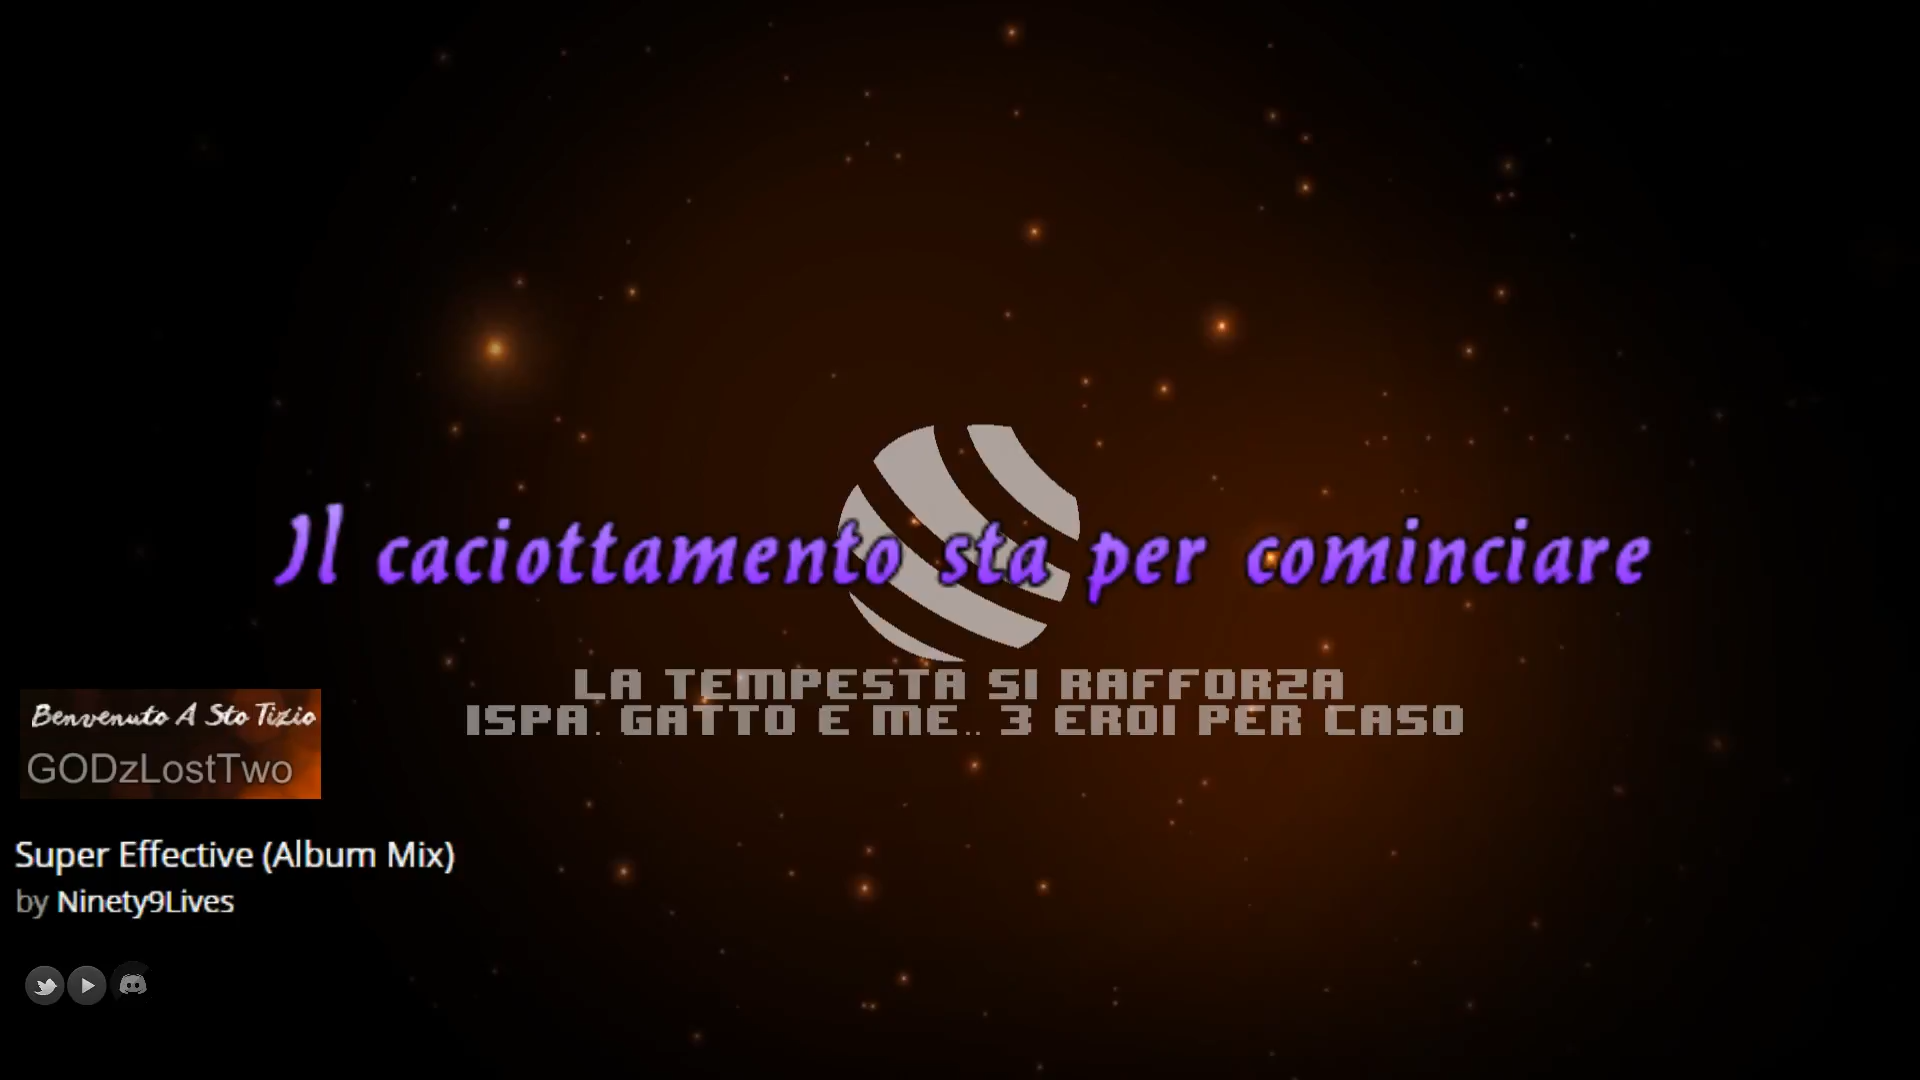 Il caciottamento sta per cominciare
LA TEMPESTA SI RAFFORZA
ISPA. GATTO E ME.. 3 EROI PER CASO
Benvenuto A Sto Tizio
GODzLostTwo
Super Effective (Album Mix)
by Ninety9Lives